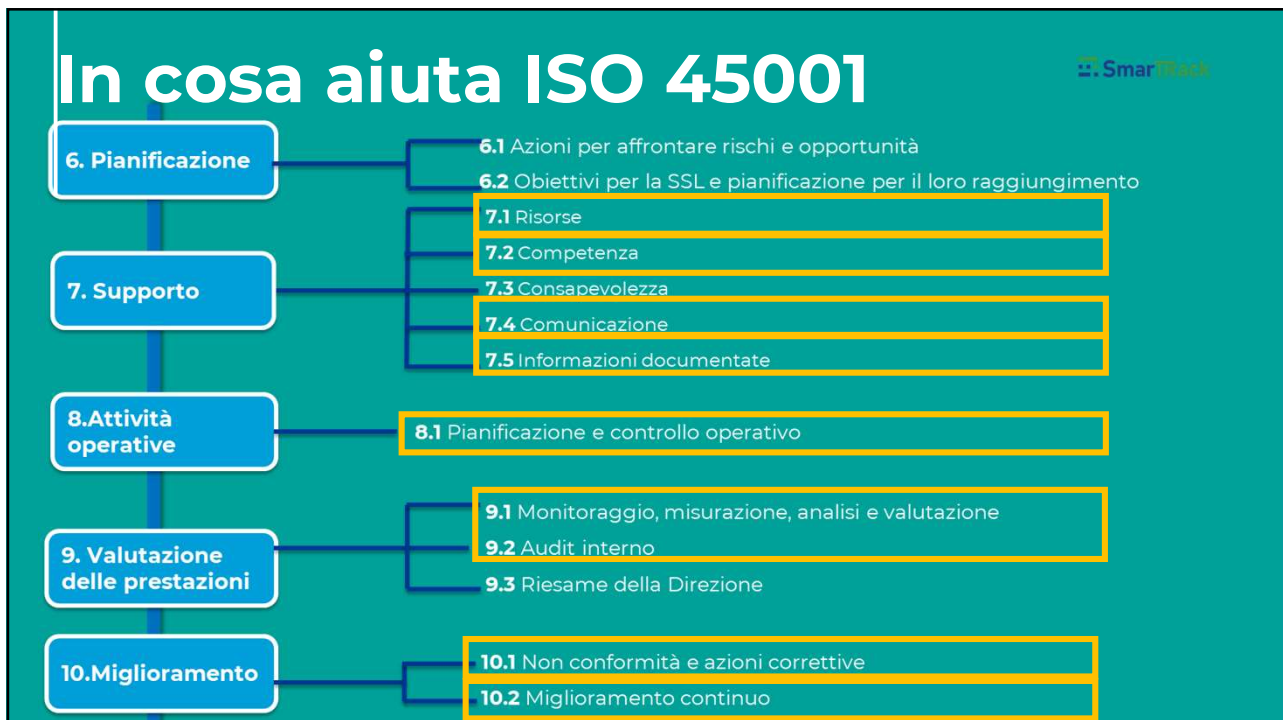 In cosa aiuta ISO 45001
SmarTRack
6. Pianificazione
6.1 Azioni per affrontare rischi e opportunità
6.2 Obiettivi per la SSL e pianificazione per il loro raggiungimento
7. Supporto
7.1 Risorse
7.2 Competenza
7.3 Consapevolezza
7.4 Comunicazione
7.5 Informazioni documentate
8.Attività
operative
8.1 Pianificazione e controllo operativo
9. Valutazione
delle prestazioni
9.1 Monitoraggio, misurazione, analisi e valutazione
9.2 Audit interno
9.3 Riesame della Direzione
10.Miglioramento
10.1 Non conformità e azioni correttive
10.2 Miglioramento continuo